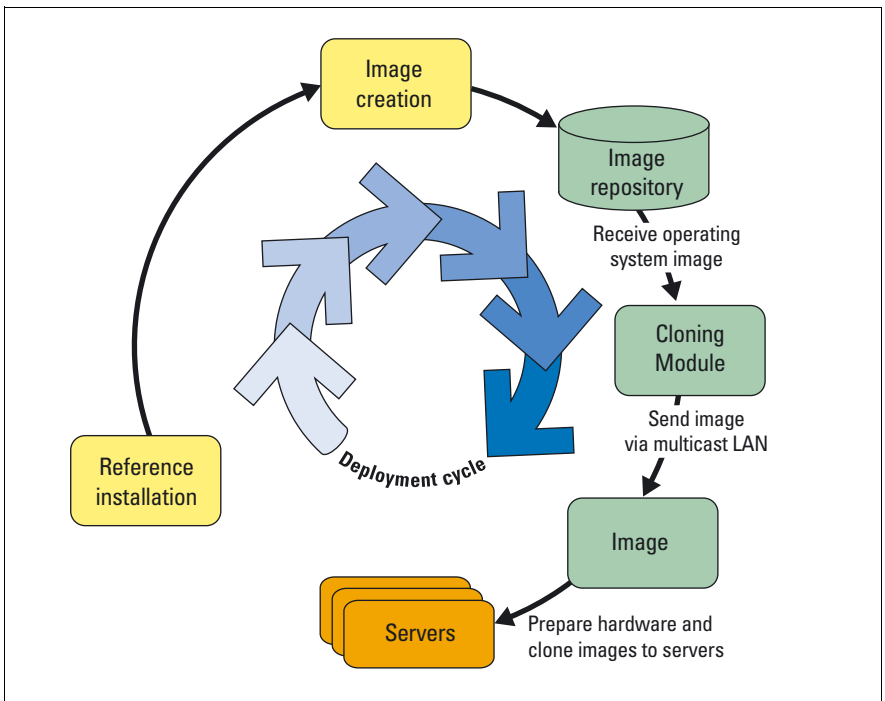 Image
creation
Image
repository
Receive operating
system image
Cloning
Module
Send image
via multicast LAN
Reference
installation
Deployment cycle
Image
Servers
Prepare hardware and
clone images to servers